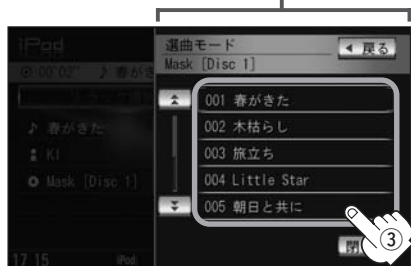 iPod
選曲モード
戻る
Mask [Disc 1]
00'02" ♪ 春がき
001 春がきた
002 木枯らし
♪ 春がきた
003 旅立ち
KI
004 Little Star
Mask [Disc 1]
005 朝日と共に
閉
③
17 15
iPod